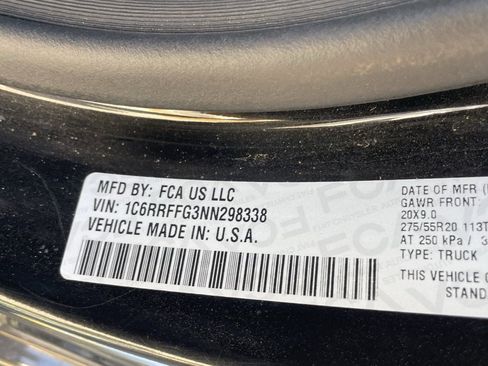 MFD BY: FCA US LLC
VIN: 1C6RRFFG3NN298338
VEHICLE MADE IN: U.S.A.
DATE OF MFR
GAWR FRONT
20X9.0
275/55R20 113T
AT 250 kPa / 3
TYPE: TRUCK
THIS VEHICLE
STAND